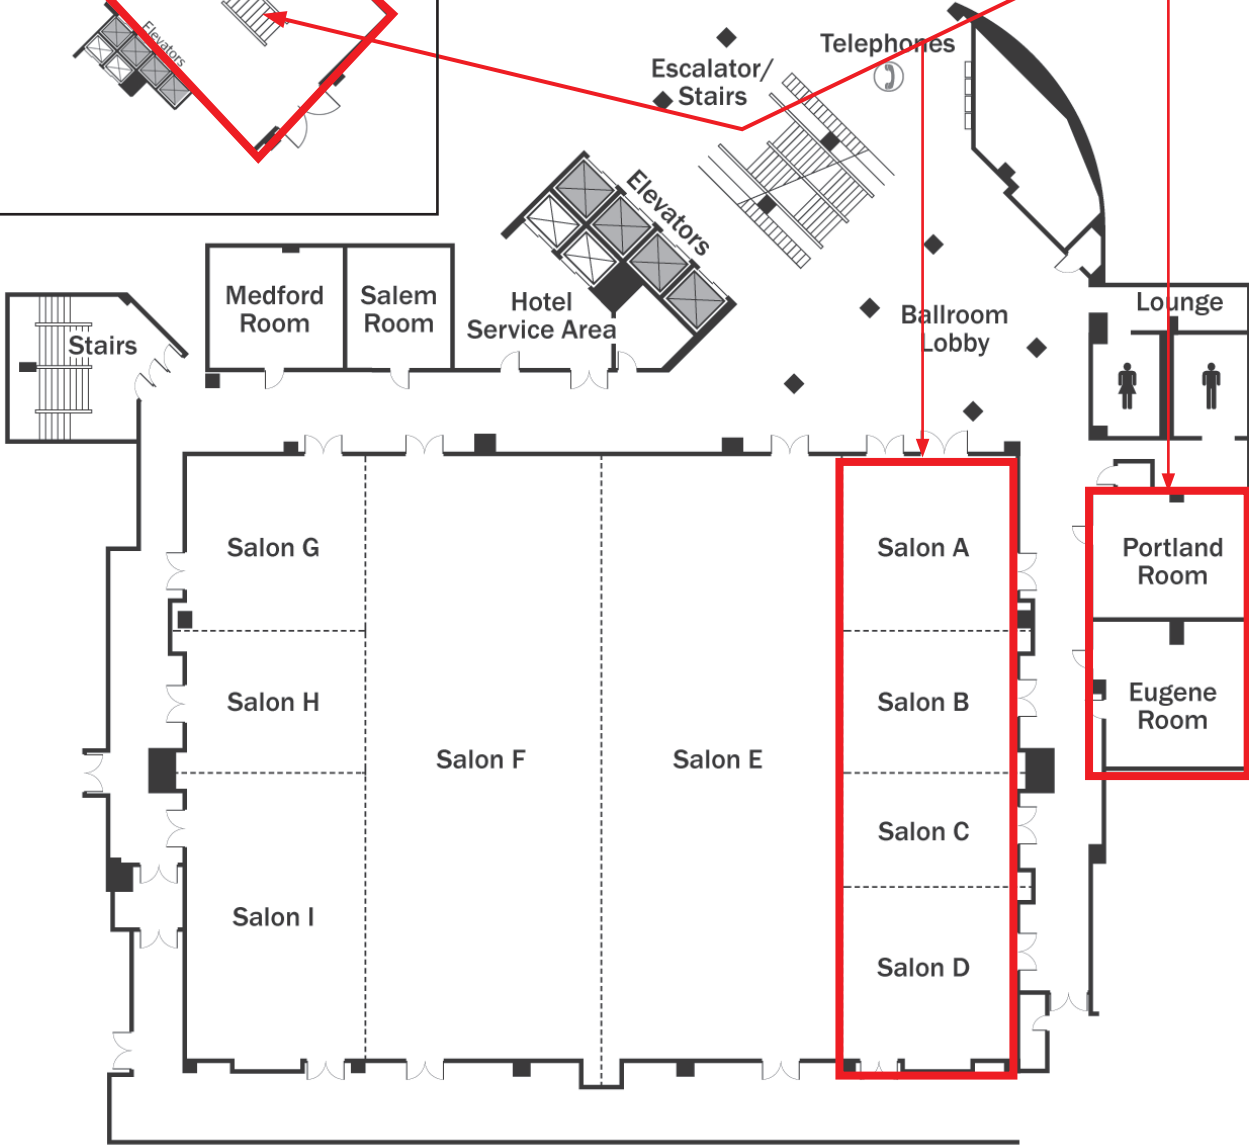 Elevators
Telephones
Escalator/
Stairs
Elevators
Medford
Room
Salem
Room
Hotel
Service Area
Ballroom
Lobby
Lounge
Stairs
Salon G
Salon A
Portland
Room
Salon H
Salon B
Eugene
Room
Salon F
Salon E
Salon C
Salon I
Salon D